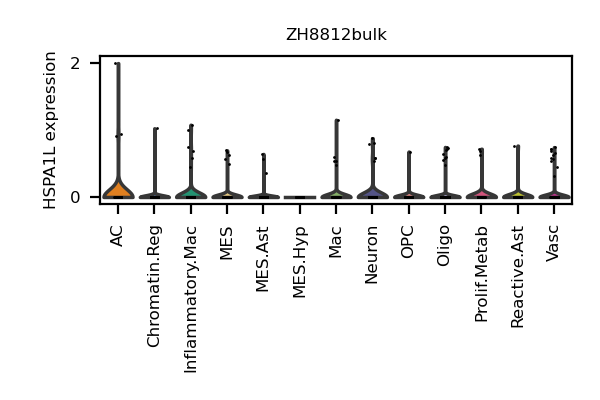 ZH8812bulk
HSPA1L expression
2
0
AC
Chromatin.Reg
Inflammatory.Mac
MES
MES.Ast
MES.Hyp
Mac
Neuron
OPC
Oligo
Prolif.Metab
Reactive.Ast
Vasc